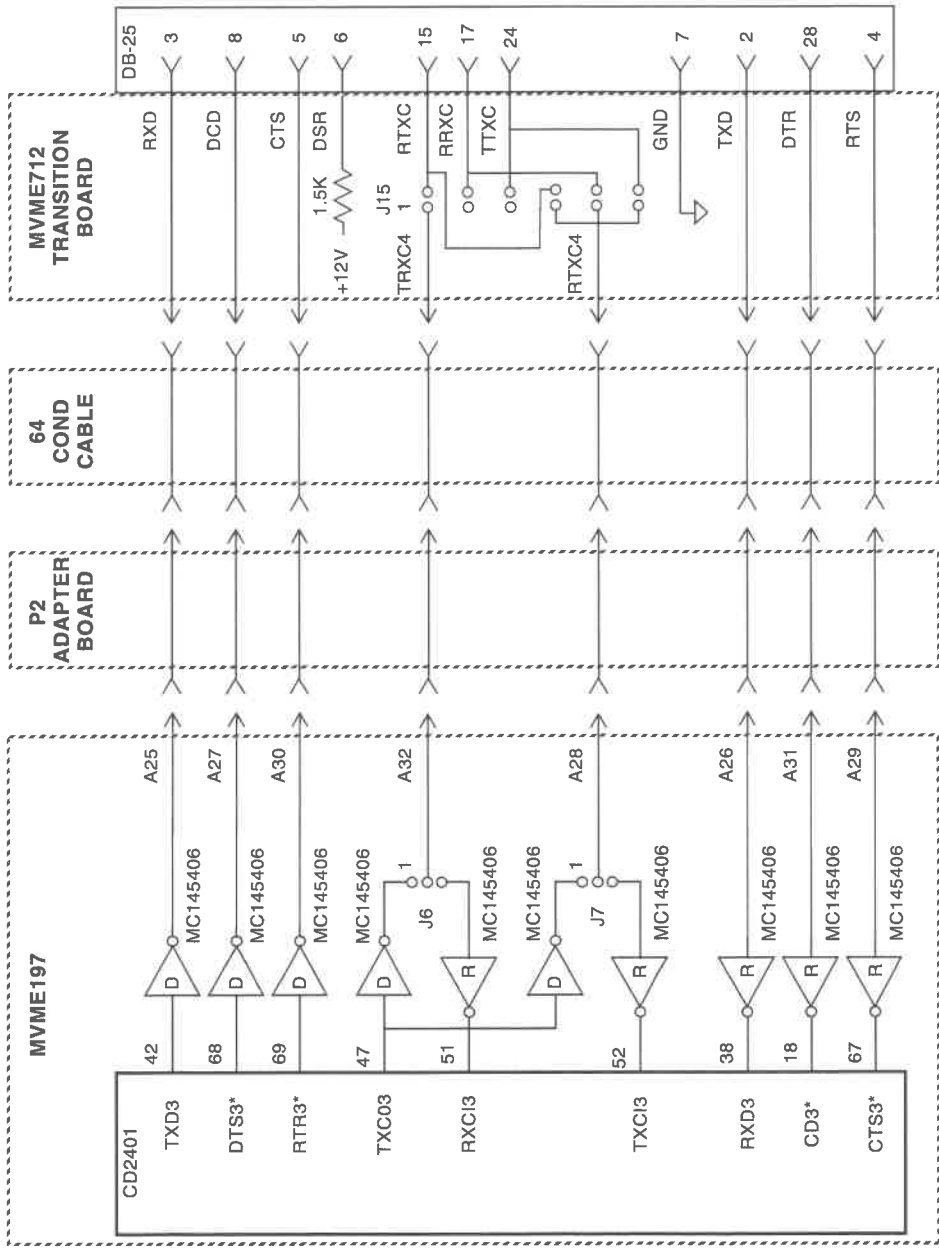 MVME197
CD2401
TXD3
DTS3*
RTR3*
TXC03
RXCI3
TXCI3
RXD3
CD3*
CTS3*
42
68
69
47
51
52
38
18
67
D
D
D
D
R
D
R
R
R
R
MC145406
MC145406
MC145406
MC145406
MC145406
MC145406
MC145406
MC145406
MC145406
MC145406
J6
1
J7
1
A25
A27
A30
A32
A28
A26
A31
A29
P2
ADAPTER
BOARD
64
COND
CABLE
MVME712
TRANSITION
BOARD
+12V
1.5K
TRXC4
J15
1
RTXC4
RXD
DCD
CTS
DSR
RTXC
RRXC
TTXC
GND
TXD
DTR
RTS
DB-25
3
8
5
6
15
17
24
7
2
28
4